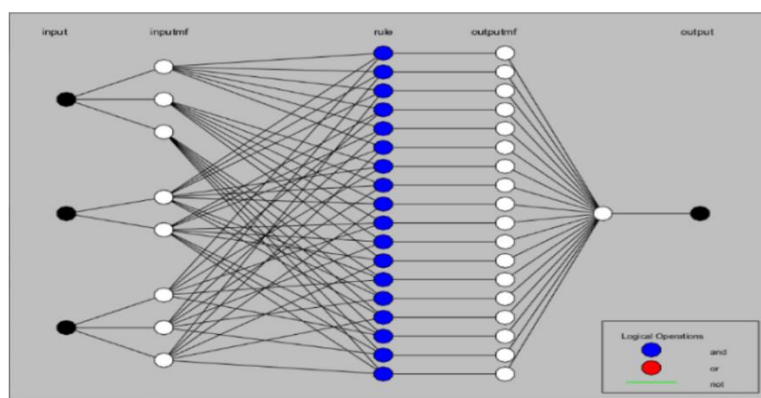 input inputmf rule outputmf output
Logical Operations
and
or
not